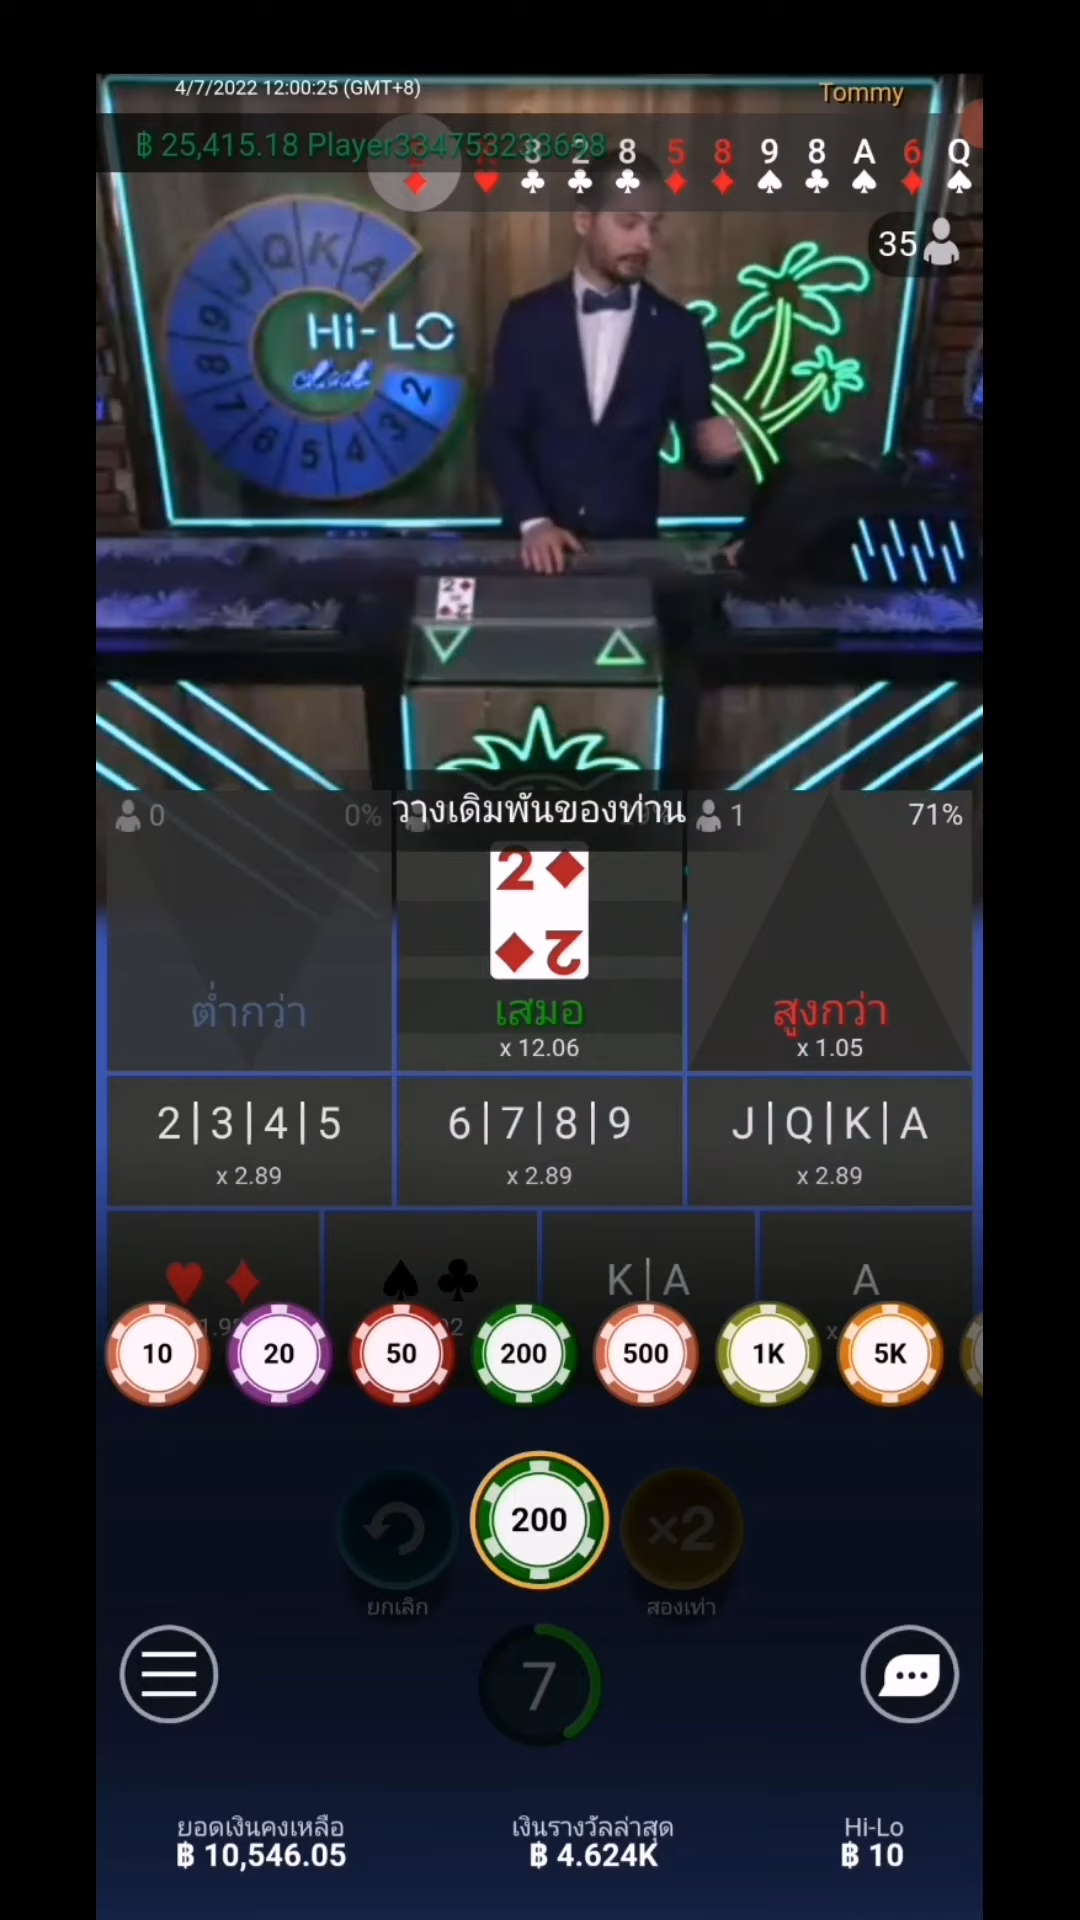 4/7/2022 12:00:25 (GMT+8)
Tommy
฿ 25,415.18 Player334753233698
8 2 8 5 8 9 8 A 6 Q
35
A K Q J 9 8 7 6 5 4 3 2
Hi-LO
club
2
วางเดิมพันของท่าน
0 0%
1 71%
2
2
ต่ำกว่า
เสมอ
x 12.06
สูงกว่า
x 1.05
2|3|4|5
x 2.89
6|7|8|9
x 2.89
J|Q|K|A
x 2.89
K|A
A
10 20 50 200 500 1K 5K
200
×2
ยกเลิก
สองเท่า
7
ยอดเงินคงเหลือ
฿ 10,546.05
เงินรางวัลล่าสุด
฿ 4.624K
Hi-Lo
฿ 10